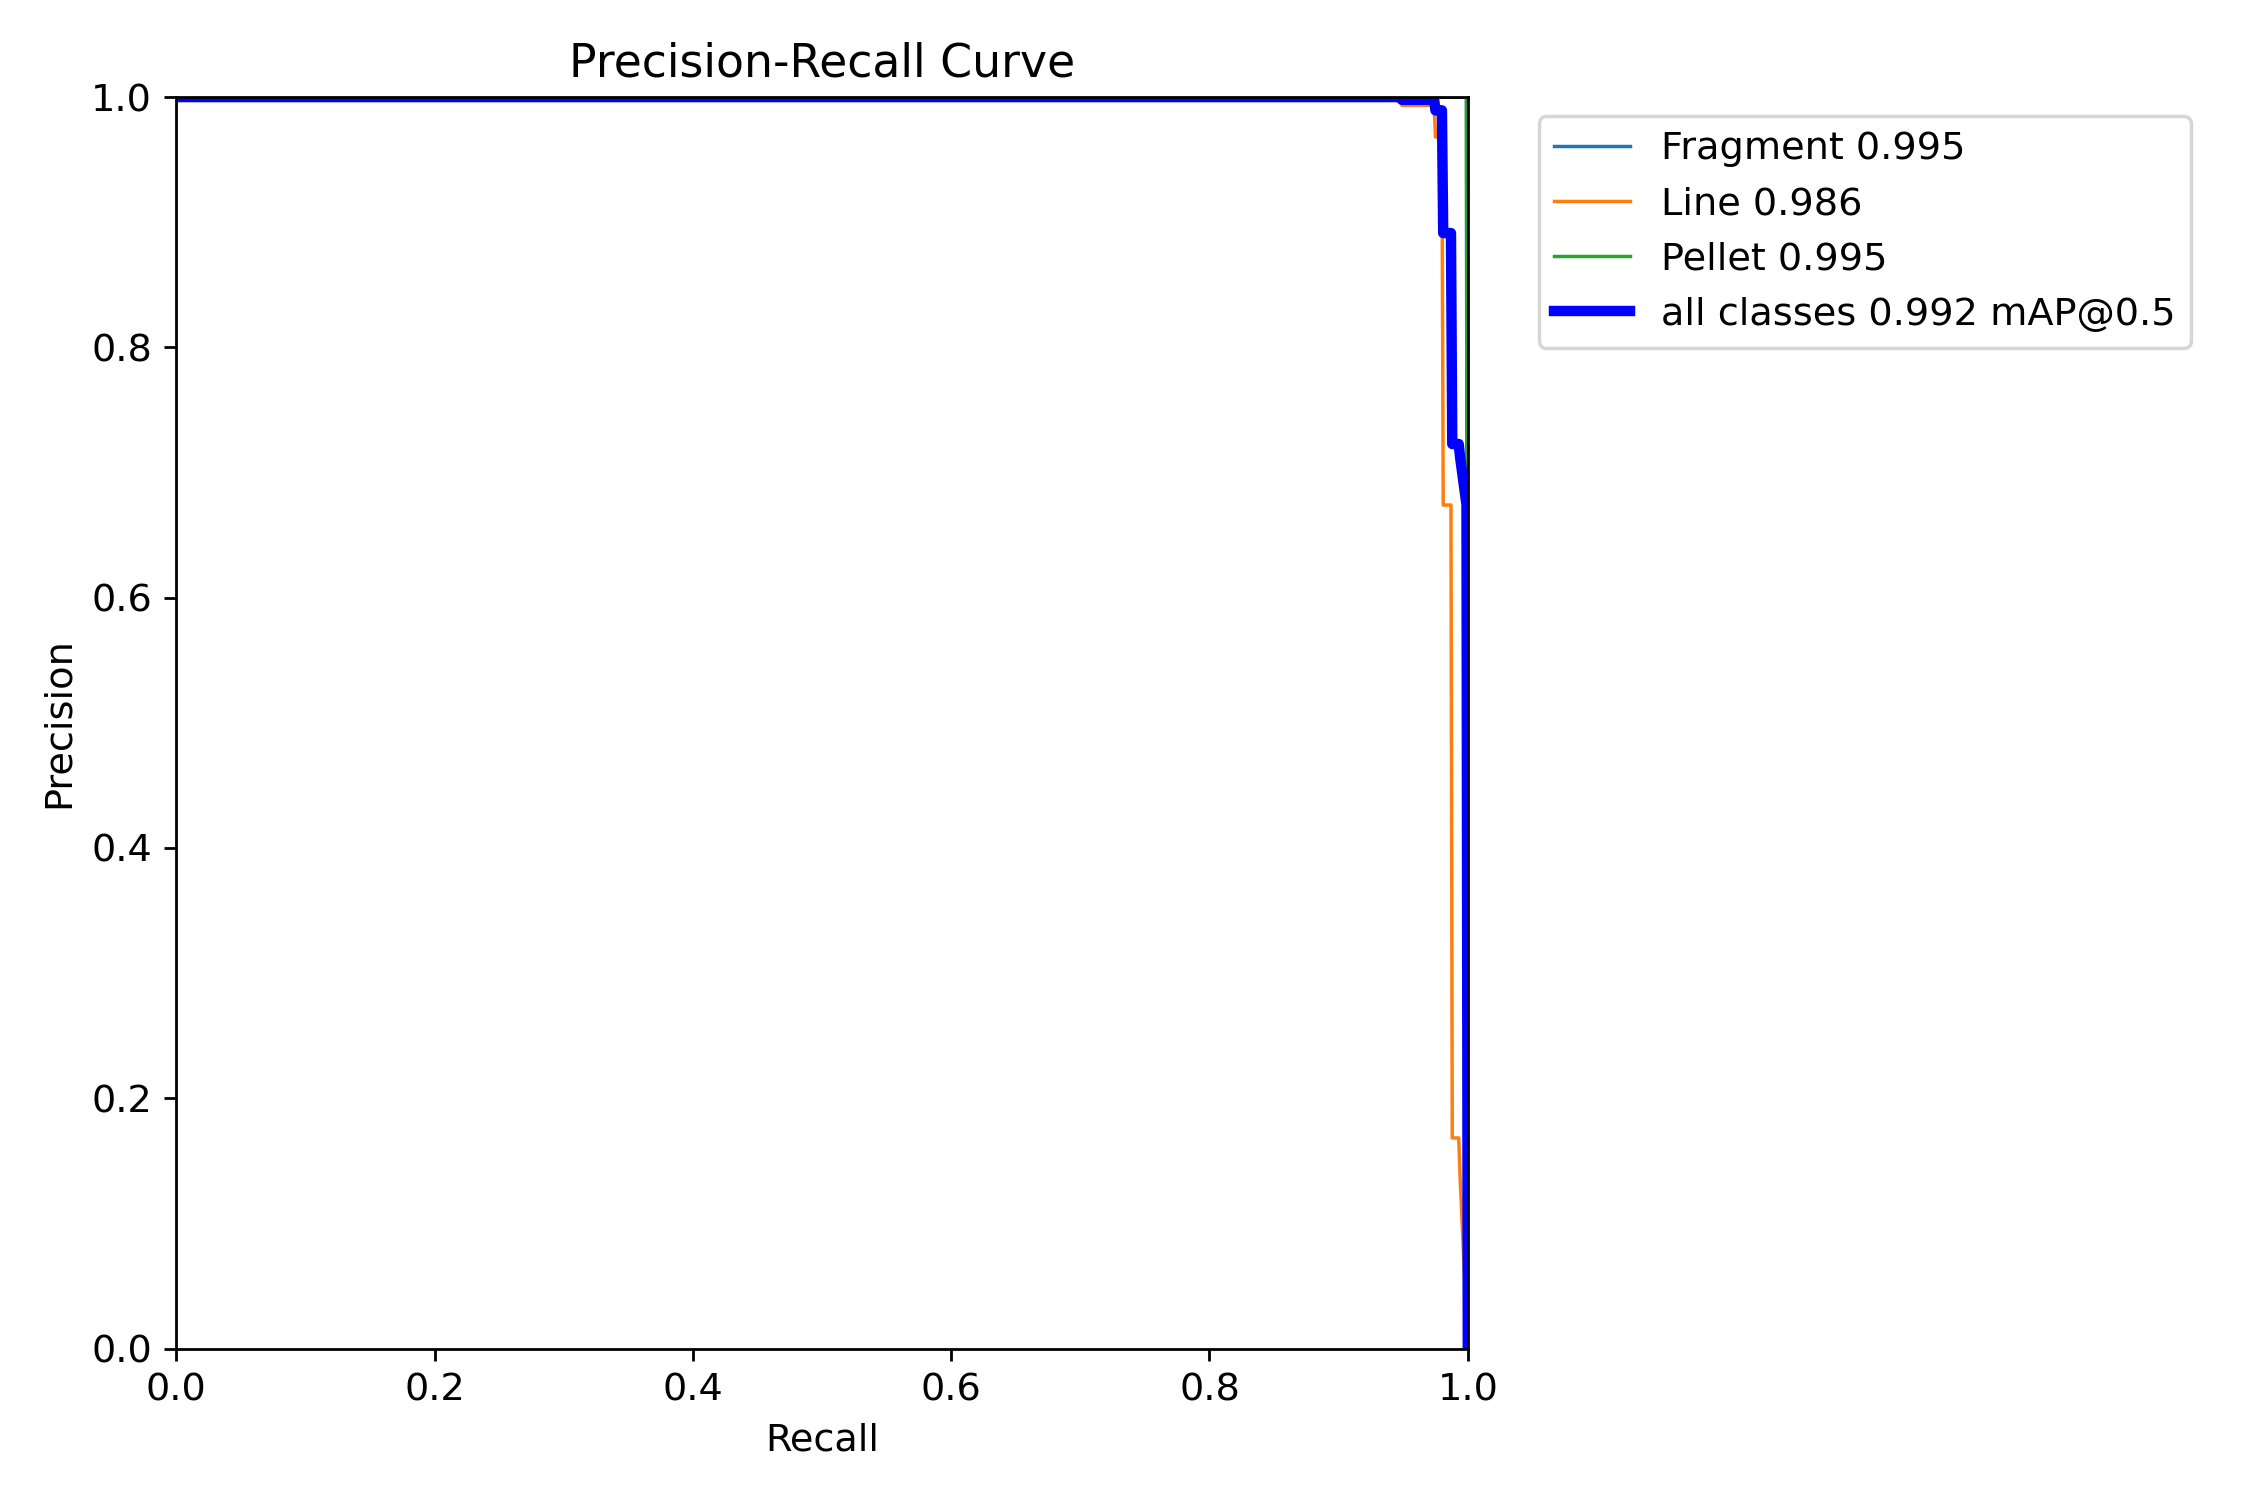 Precision-Recall Curve
1.0
0.8
0.6
0.4
0.2
0.0
Precision
0.0 0.2 0.4 0.6 0.8 1.0
Recall
Fragment 0.995
Line 0.986
Pellet 0.995
all classes 0.992 mAP@0.5